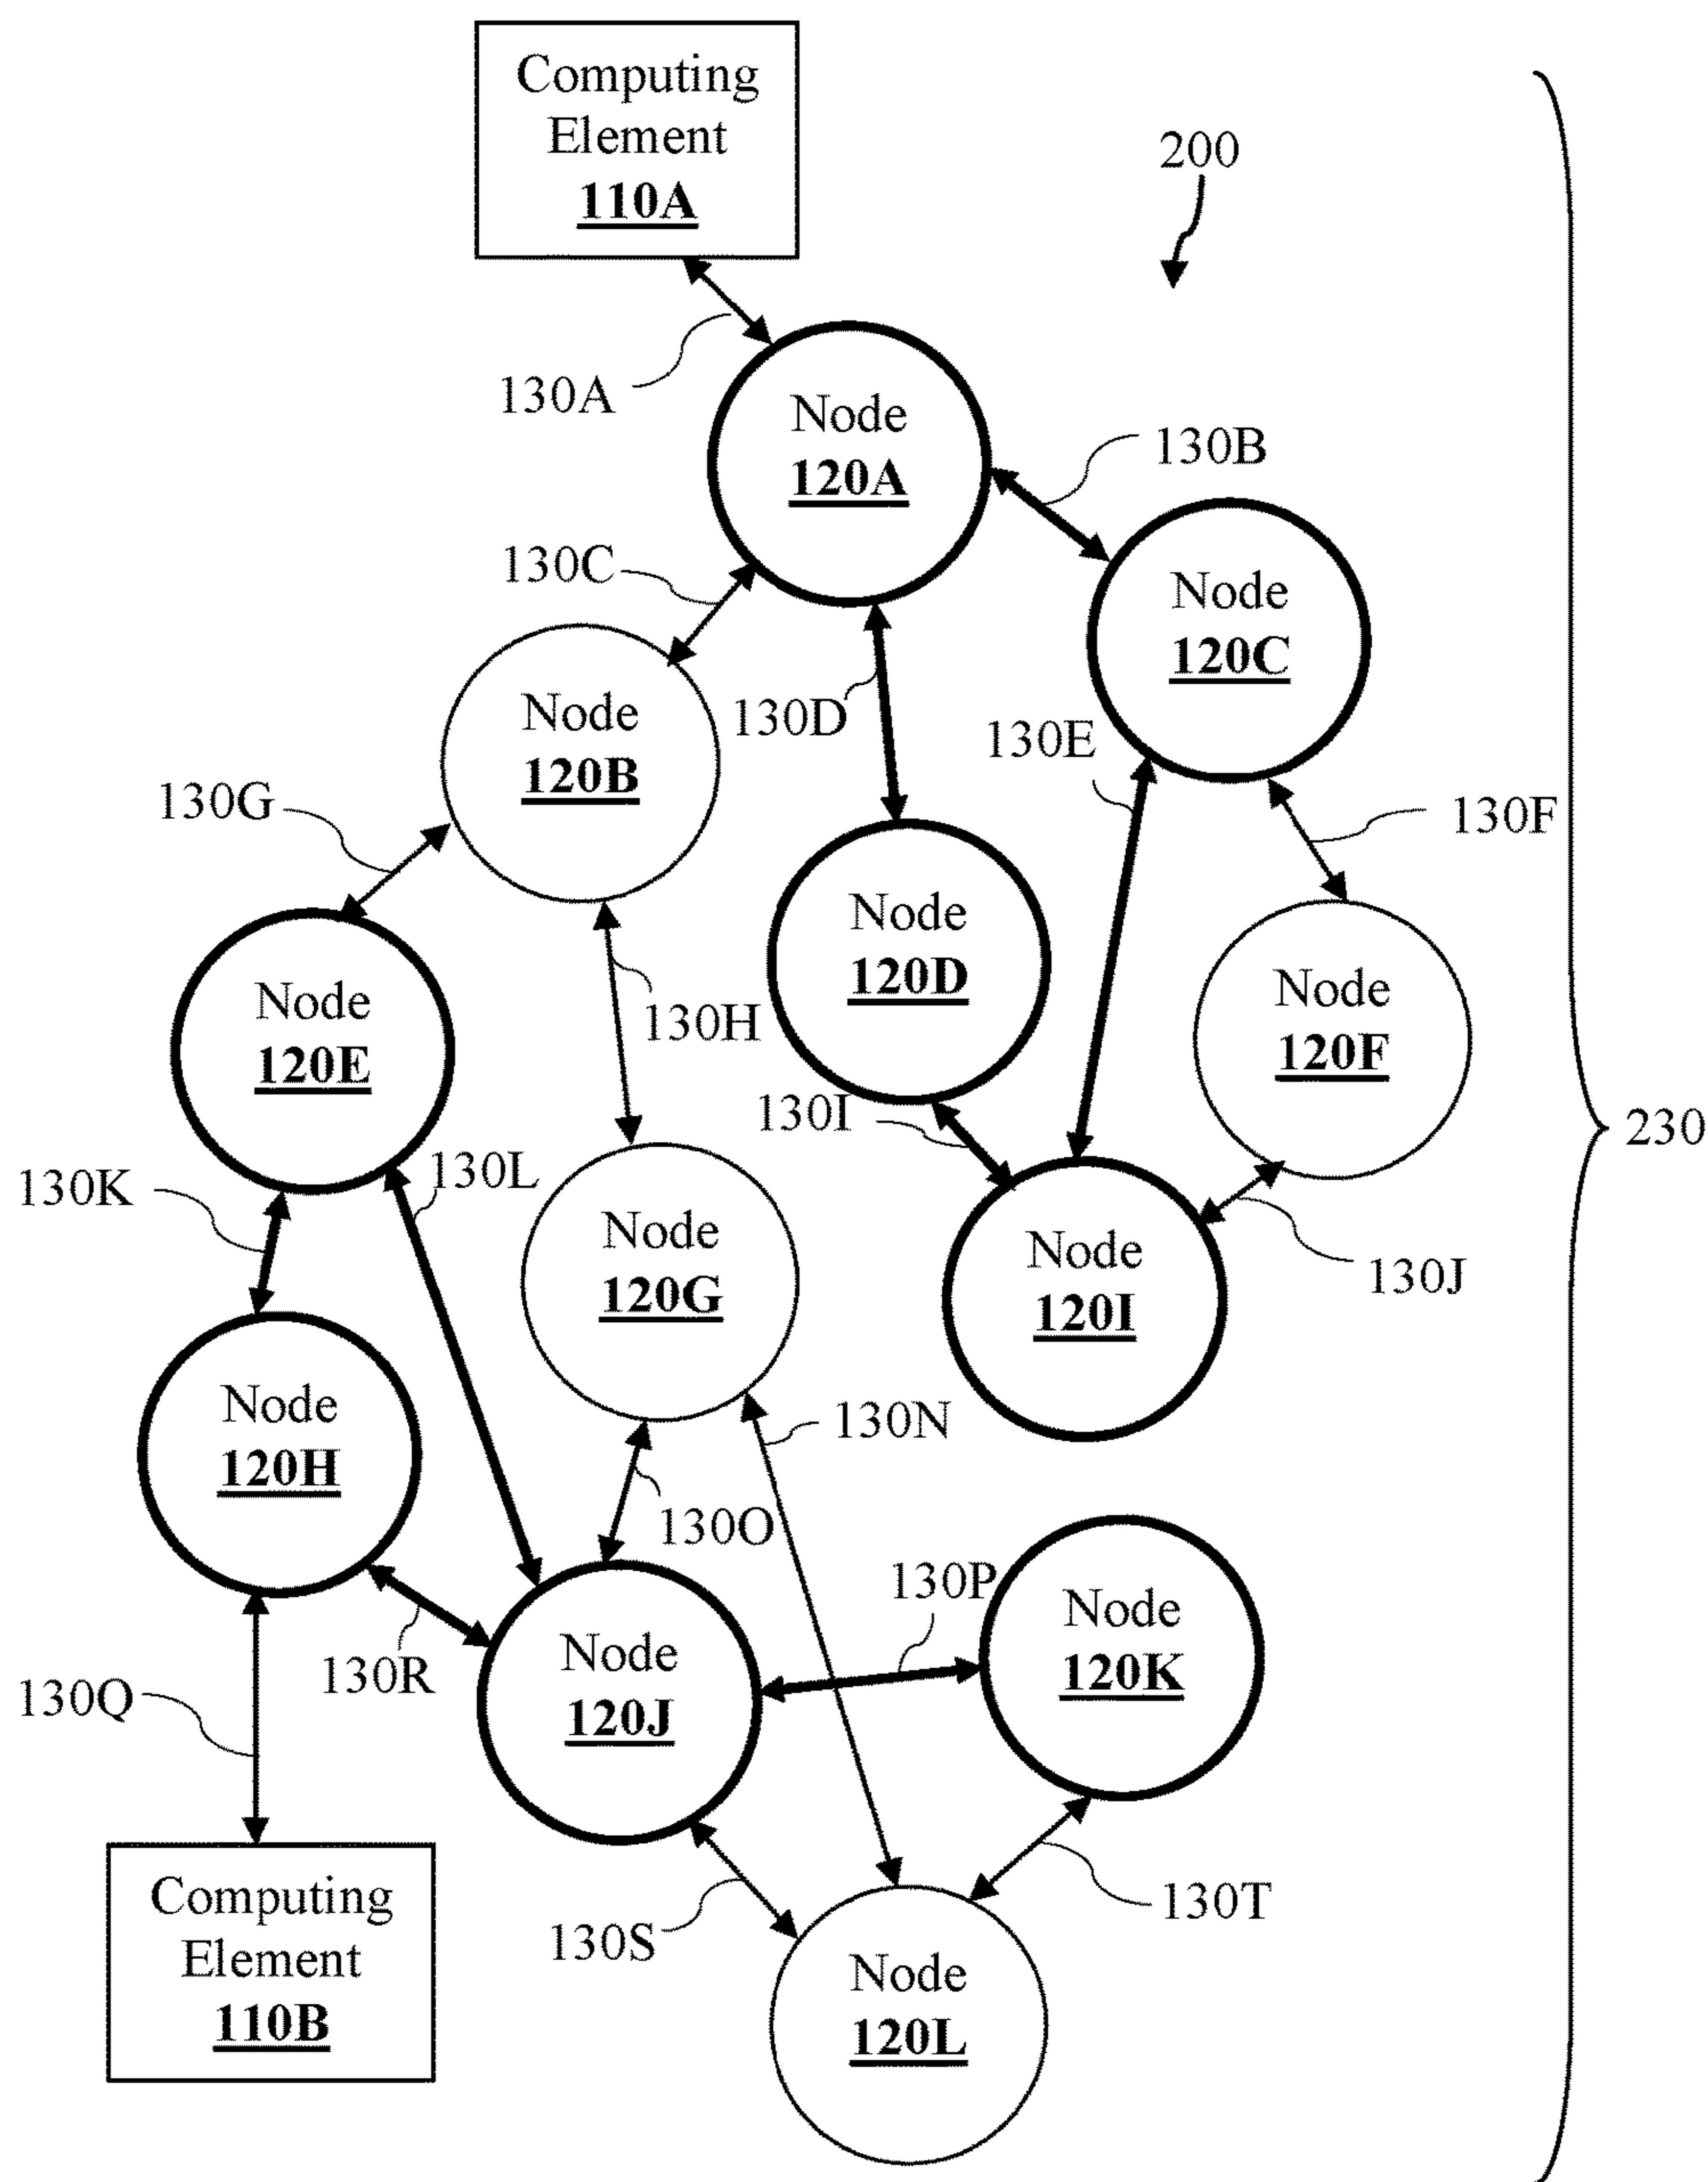 Computing
Element
110A
200
130A
Node
120A
130B
130C
Node
120C
Node
120B
130D
130E
130G
130F
Node
120D
Node
120E
130H
Node
120F
130I
230
130K
130L
Node
120G
Node
120I
130J
Node
120H
130N
130O
130P
Node
120K
130R
130Q
Node
120J
Computing
Element
110B
130S
130T
Node
120L